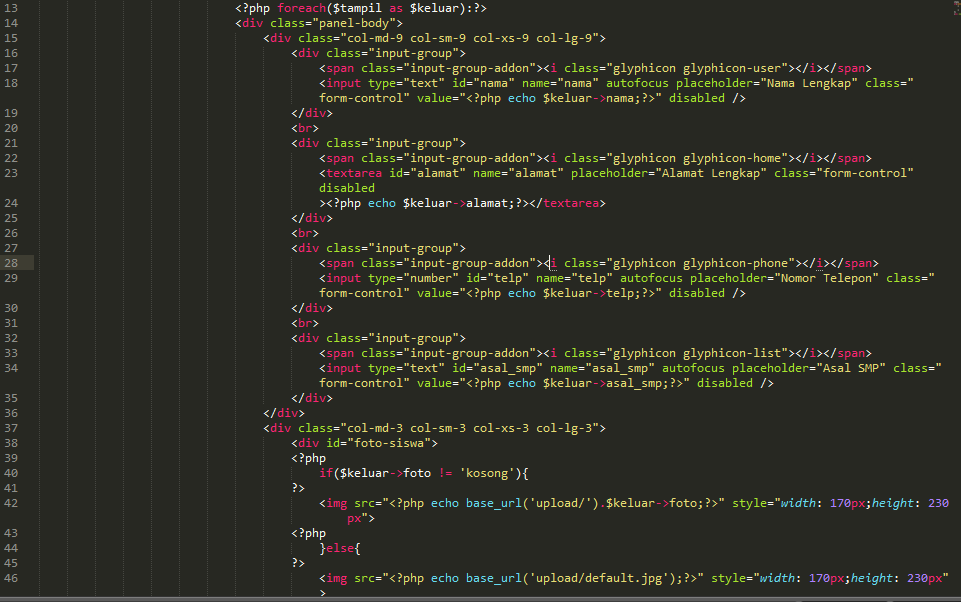 13 <?php foreach($tampil as $keluar):?>
14 <div class="panel-body">
15 <div class="col-md-9 col-sm-9 col-xs-9 col-lg-9">
16 <div class="input-group">
17 <span class="input-group-addon"><i class="glyphicon glyphicon-user"></i></span>
18 <input type="text" id="nama" name="nama" autofocus placeholder="Nama Lengkap" class="
form-control" value="<?php echo $keluar->nama;?>" disabled />
19 </div>
20 <br>
21 <div class="input-group">
22 <span class="input-group-addon"><i class="glyphicon glyphicon-home"></i></span>
23 <textarea id="alamat" name="alamat" placeholder="Alamat Lengkap" class="form-control"
disabled
24 ><?php echo $keluar->alamat;?></textarea>
25 </div>
26 <br>
27 <div class="input-group">
28 <span class="input-group-addon"><i class="glyphicon glyphicon-phone"></i></span>
29 <input type="number" id="telp" name="telp" autofocus placeholder="Nomor Telepon" class="
form-control" value="<?php echo $keluar->telp;?>" disabled />
30 </div>
31 <br>
32 <div class="input-group">
33 <span class="input-group-addon"><i class="glyphicon glyphicon-list"></i></span>
34 <input type="text" id="asal_smp" name="asal_smp" autofocus placeholder="Asal SMP" class="
form-control" value="<?php echo $keluar->asal_smp;?>" disabled />
35 </div>
36 </div>
37 <div class="col-md-3 col-sm-3 col-xs-3 col-lg-3">
38 <div id="foto-siswa">
39 <?php
40 if($keluar->foto != 'kosong'){
41 ?>
42 <img src="<?php echo base_url('upload/').$keluar->foto;?>" style="width: 170px;height: 230
px">
43 <?php
44 }else{
45 ?>
46 <img src="<?php echo base_url('upload/default.jpg');?>" style="width: 170px;height: 230px"
>